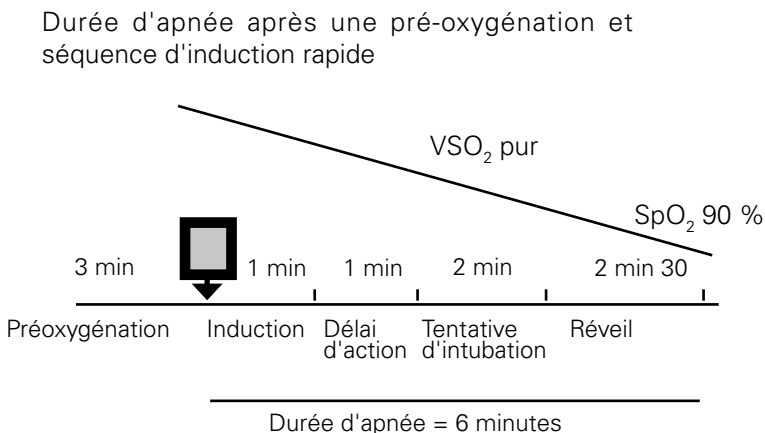 Durée d'apnée après une pré-oxygénation et
séquence d'induction rapide
VSO₂ pur
SpO₂ 90 %
3 min 1 min 1 min 2 min 2 min 30
Préoxygénation Induction Délai Tentative Réveil
d'action d'intubation
Durée d'apnée = 6 minutes